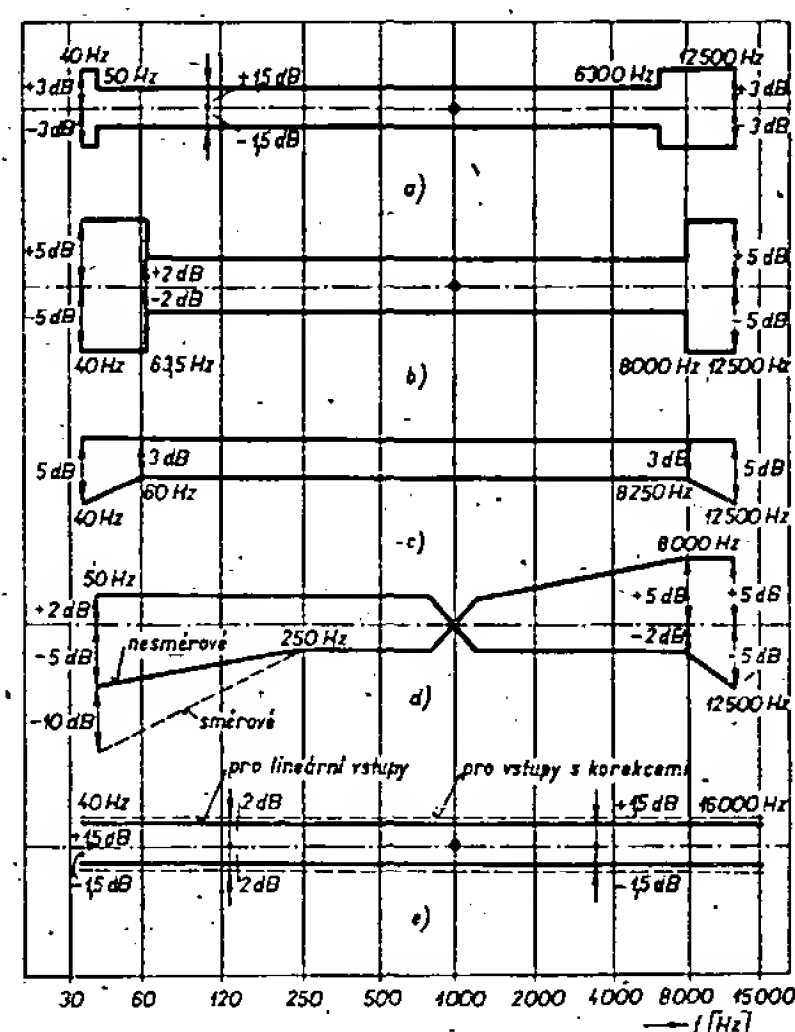 40 Hz 12500 Hz
50 Hz +1,5 dB 6300 Hz
+3 dB +3 dB
-3 dB -1,5 dB -3 dB
a)
+5 dB +2 dB +5 dB
-5 dB -2 dB -5 dB
40 Hz 63,5 Hz 8000 Hz 12500 Hz
b)
5 dB 3 dB 3 dB 5 dB
60 Hz 8250 Hz
40 Hz 12500 Hz
c)
50 Hz 8000 Hz
+2 dB 250 Hz +5 dB +5 dB
-5 dB nesměrové -2 dB -5 dB
-10 dB směrové 12500 Hz
d)
pro lineární vstupy pro vstupy s korekcemi
40 Hz 2 dB +1,5 dB 16000 Hz
+1,5 dB
-1,5 dB 2 dB -1,5 dB
e)
30 60 120 250 500 1000 2000 4000 8000 15000
f [Hz]